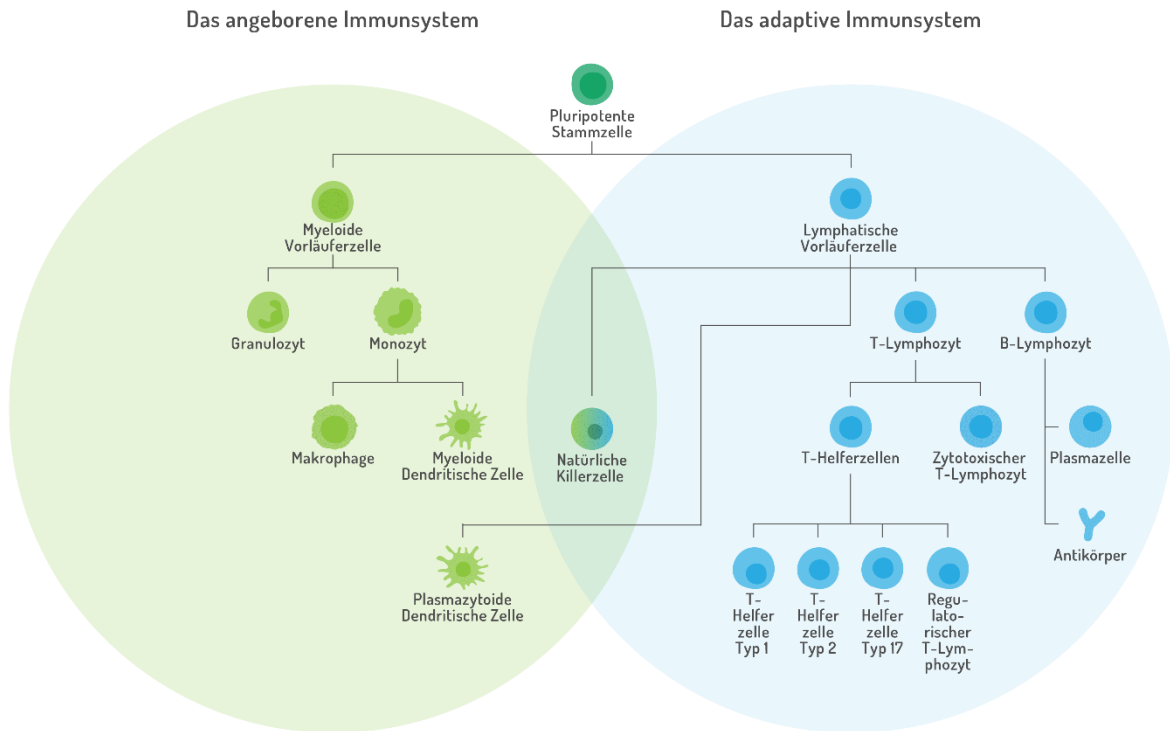 Das angeborene Immunsystem
Das adaptive Immunsystem
Pluripotente
Stammzelle
Myeloide
Vorläuferzelle
Lymphatische
Vorläuferzelle
Granulozyt
Monozyt
T-Lymphozyt
B-Lymphozyt
Makrophage
Myeloide
Dendritische Zelle
Natürliche
Killerzelle
T-Helferzellen
Zytotoxischer
T-Lymphozyt
Plasmazelle
Antikörper
Plasmazytoide
Dendritische Zelle
T-
Helfer
zelle
Typ 1
T-
Helfer
zelle
Typ 2
T-
Helfer
zelle
Typ 17
Regu-
lato-
rischer
T-Lym-
phozyt